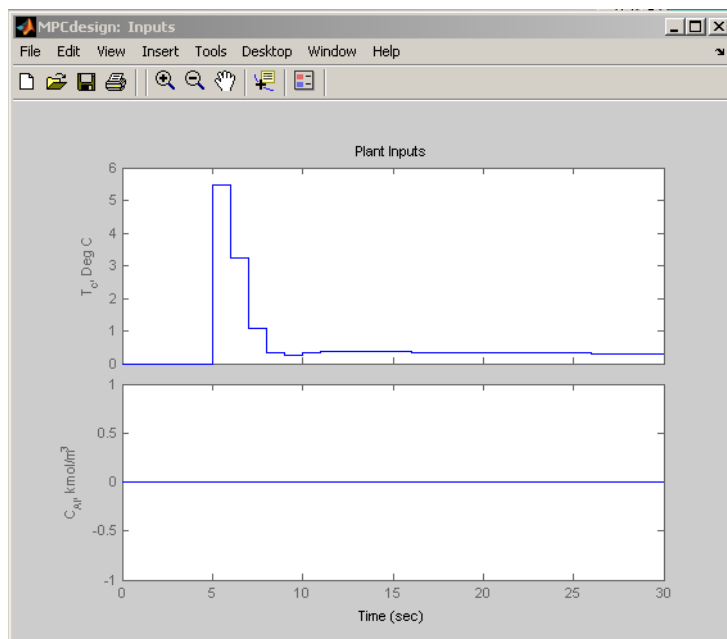 MPCdesign: Inputs
File Edit View Insert Tools Desktop Window Help
Plant Inputs
6
5
4
3
2
1
0
T_c, Deg C
1
0.5
0
-0.5
-1
C_AI, kmol/m³
0 5 10 15 20 25 30
Time (sec)